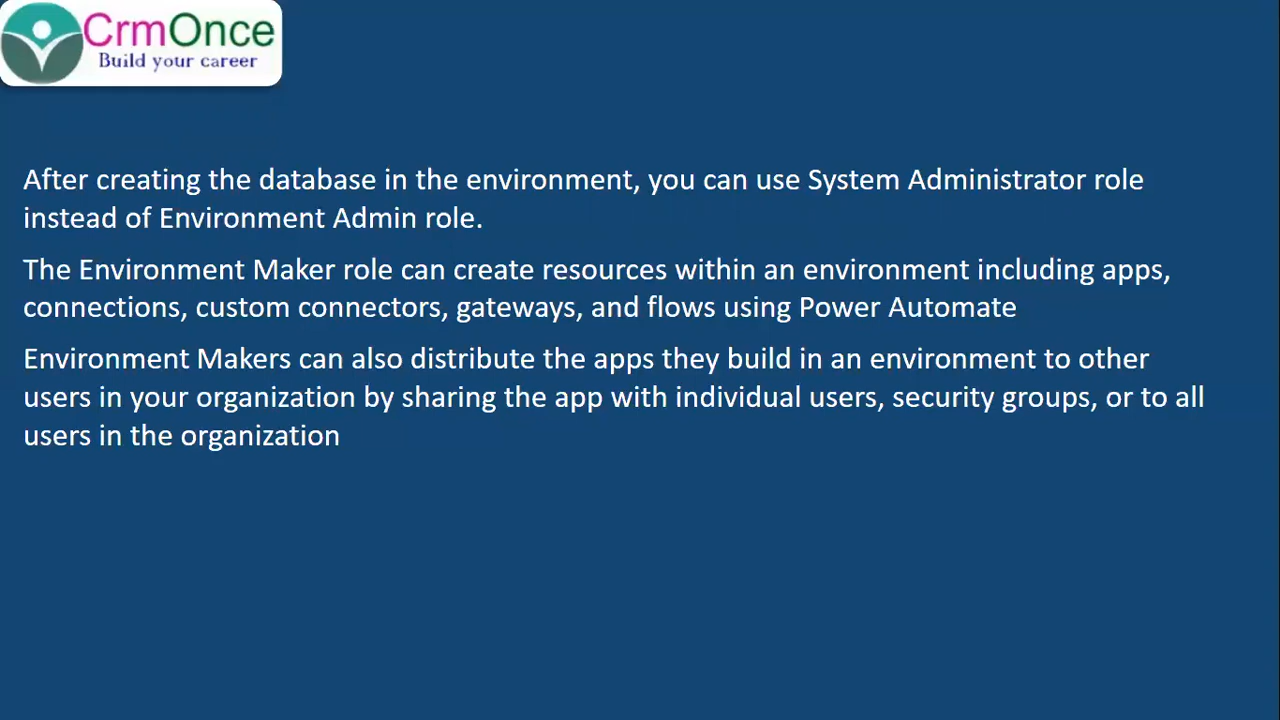 CrmOnce
Build your career
After creating the database in the environment, you can use System Administrator role
instead of Environment Admin role.
The Environment Maker role can create resources within an environment including apps,
connections, custom connectors, gateways, and flows using Power Automate
Environment Makers can also distribute the apps they build in an environment to other
users in your organization by sharing the app with individual users, security groups, or to all
users in the organization